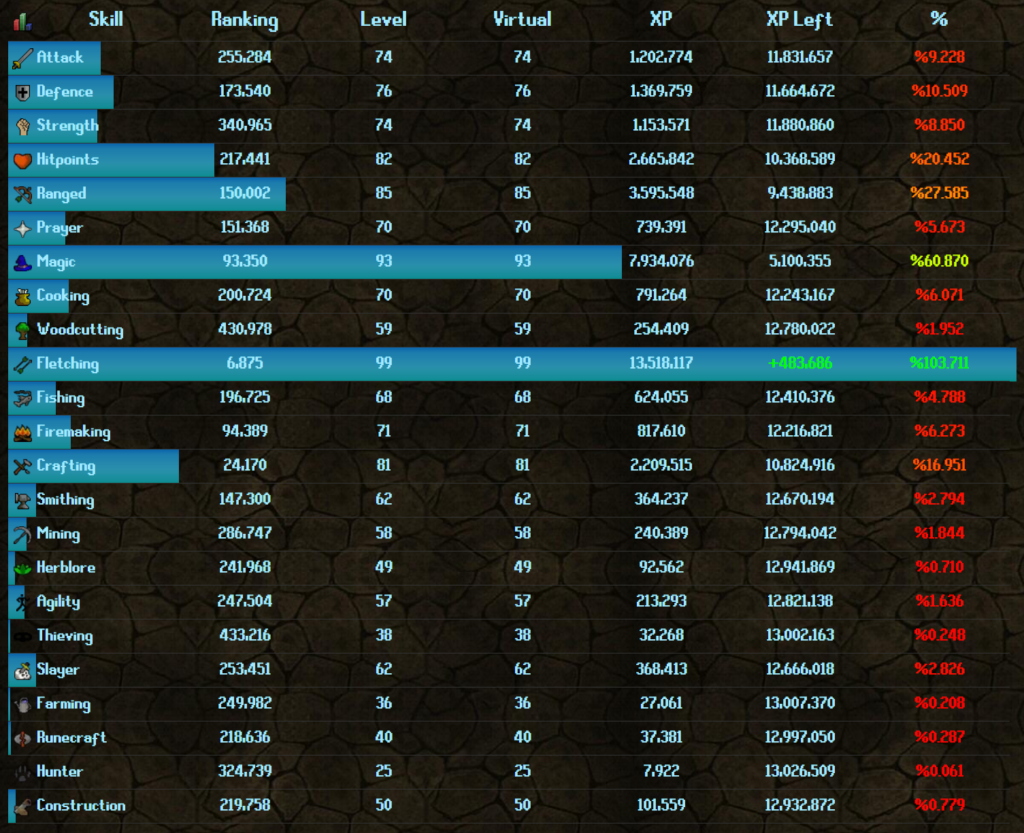 Skill Ranking Level Virtual XP XP Left %
Attack 255,284 74 74 1,202,774 11,831,657 %9.228
Defence 173,540 76 76 1,369,759 11,664,672 %10.509
Strength 340,965 74 74 1,153,571 11,880,860 %8.850
Hitpoints 217,441 82 82 2,665,842 10,368,589 %20.452
Ranged 150,002 85 85 3,595,548 9,438,883 %27.585
Prayer 151,368 70 70 739,391 12,295,040 %5.673
Magic 93,350 93 93 7,934,076 5,100,355 %60.870
Cooking 200,724 70 70 791,264 12,243,167 %6.071
Woodcutting 430,978 59 59 254,409 12,780,022 %1.952
Fletching 6,875 99 99 13,518,117 +483,686 %103.711
Fishing 196,725 68 68 624,055 12,410,376 %4.788
Firemaking 94,389 71 71 817,610 12,216,821 %6.273
Crafting 24,170 81 81 2,209,515 10,824,916 %16.951
Smithing 147,300 62 62 364,237 12,670,194 %2.794
Mining 286,747 58 58 240,389 12,794,042 %1.844
Herblore 241,968 49 49 92,562 12,941,869 %0.710
Agility 247,504 57 57 213,293 12,821,138 %1.636
Thieving 433,216 38 38 32,268 13,002,163 %0.248
Slayer 253,451 62 62 368,413 12,666,018 %2.826
Farming 249,982 36 36 27,061 13,007,370 %0.208
Runecraft 218,636 40 40 37,381 12,997,050 %0.287
Hunter 324,739 25 25 7,922 13,026,509 %0.061
Construction 219,758 50 50 101,559 12,932,872 %0.779